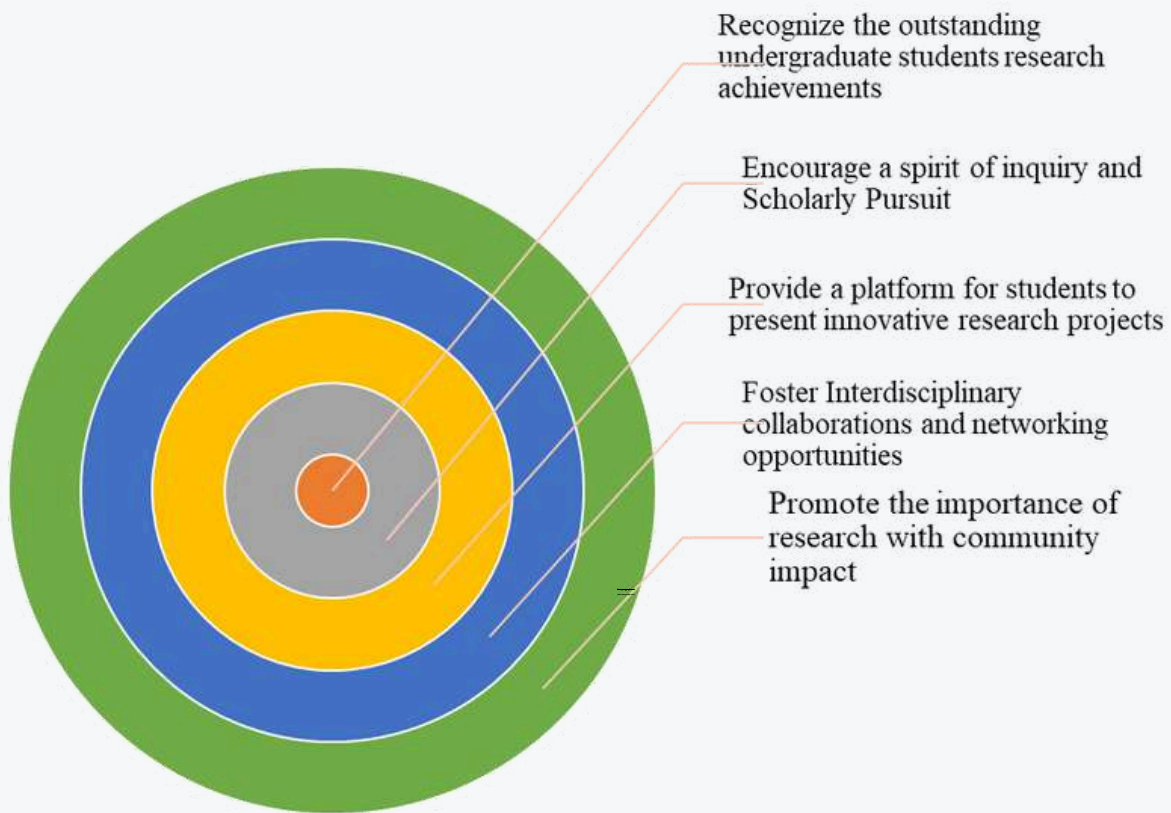 Recognize the outstanding
undergraduate students research
achievements
Encourage a spirit of inquiry and
Scholarly Pursuit
Provide a platform for students to
present innovative research projects
Foster Interdisciplinary
collaborations and networking
opportunities
Promote the importance of
research with community
impact